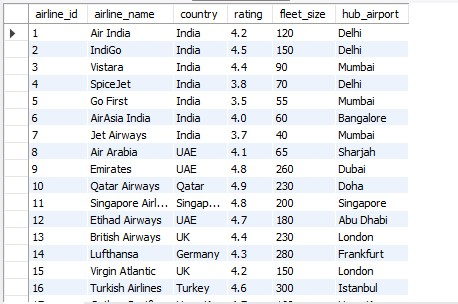 airline_id airline_name country rating fleet_size hub_airport
1 Air India India 4.2 120 Delhi
2 IndiGo India 4.5 150 Delhi
3 Vistara India 4.4 90 Mumbai
4 SpiceJet India 3.8 70 Delhi
5 Go First India 3.5 55 Mumbai
6 AirAsia India India 4.0 60 Bangalore
7 Jet Airways India 3.7 40 Mumbai
8 Air Arabia UAE 4.1 65 Sharjah
9 Emirates UAE 4.8 260 Dubai
10 Qatar Airways Qatar 4.9 230 Doha
11 Singapore Airl... Singap... 4.8 200 Singapore
12 Etihad Airways UAE 4.7 180 Abu Dhabi
13 British Airways UK 4.4 230 London
14 Lufthansa Germany 4.3 280 Frankfurt
15 Virgin Atlantic UK 4.2 150 London
16 Turkish Airlines Turkey 4.6 300 Istanbul